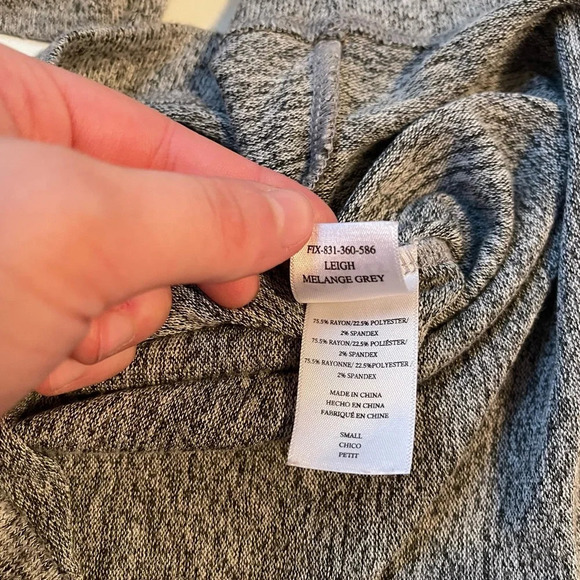 FIX-831-360-586
LEIGH
MELANGE GREY
75.5% RAYON/22.5% POLYESTER/
2% SPANDEX
75.5% RAYON/22.5% POLIÉSTER/
2% SPANDEX
75.5% RAYONNE/ 22.5%POLYESTER/
2% SPANDEX
MADE IN CHINA
HECHO EN CHINA
FABRIQUÉ EN CHINE
SMALL
CHICO
PETIT